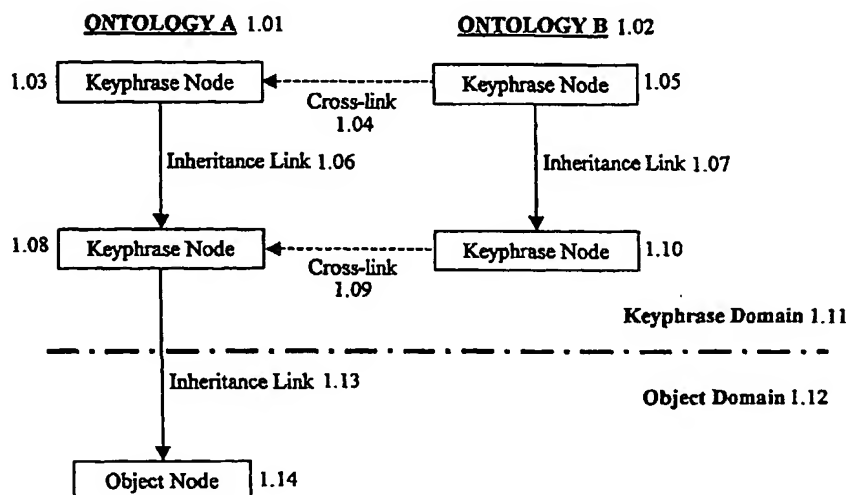 ONTOLOGY A 1.01
ONTOLOGY B 1.02
1.03
Keyphrase Node
Keyphrase Node
1.05
Cross-link
1.04
Inheritance Link 1.06
Inheritance Link 1.07
1.08
Keyphrase Node
Keyphrase Node
1.10
Cross-link
1.09
Keyphrase Domain 1.11
Inheritance Link 1.13
Object Domain 1.12
Object Node
1.14